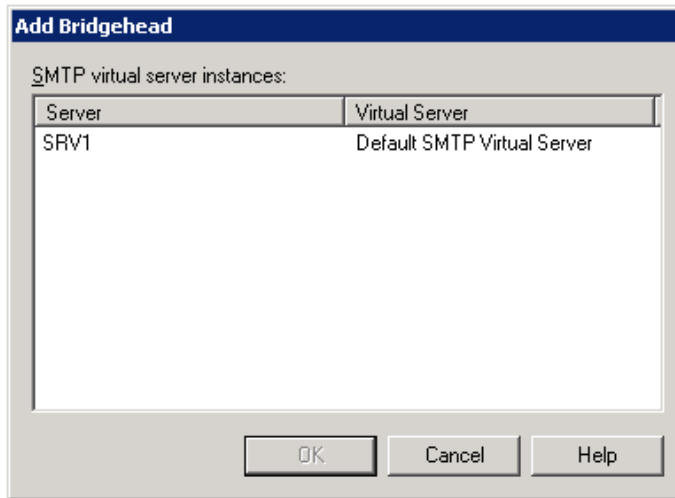 Add Bridgehead
SMTP virtual server instances:
Server Virtual Server
SRV1 Default SMTP Virtual Server
OK Cancel Help